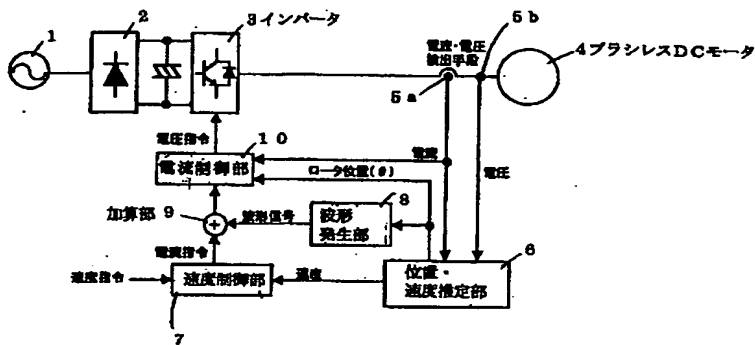 1
2
3インバータ
電流・電圧
検出手段
5b
4ブラシレスDCモータ
5a
電圧指令
10
電流制御部
電流
ロータ位置(θ)
電圧
加算部 9
+
波形信号
8
波形
発生部
電流指令
6
速度指令
速度制御部
速度
位置・
速度推定部
7